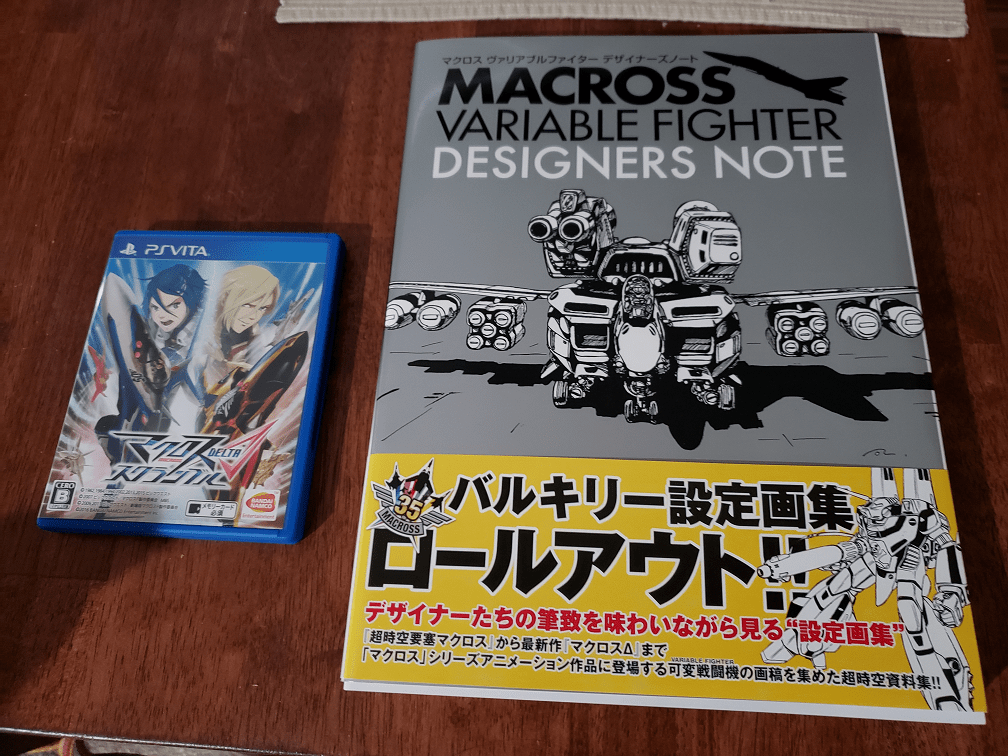 PSVITA
マクロス
DELTA
スクランブル
CERO
B
メモリーカード
必須
BANDAI
NAMCO
Entertainment
マクロス ヴァリアブルファイター デザイナーズノート
MACROSS
VARIABLE FIGHTER
DESIGNERS NOTE
35
MACROSS
バルキリー設定画集
ロールアウト!!
デザイナーたちの筆致を味わいながら見る“設定画集”
『超時空要塞マクロス』から最新作『マクロスΔ』まで
VARIABLE FIGHTER
「マクロス」シリーズアニメーション作品に登場する可変戦闘機の画稿を集めた超時空資料集!!